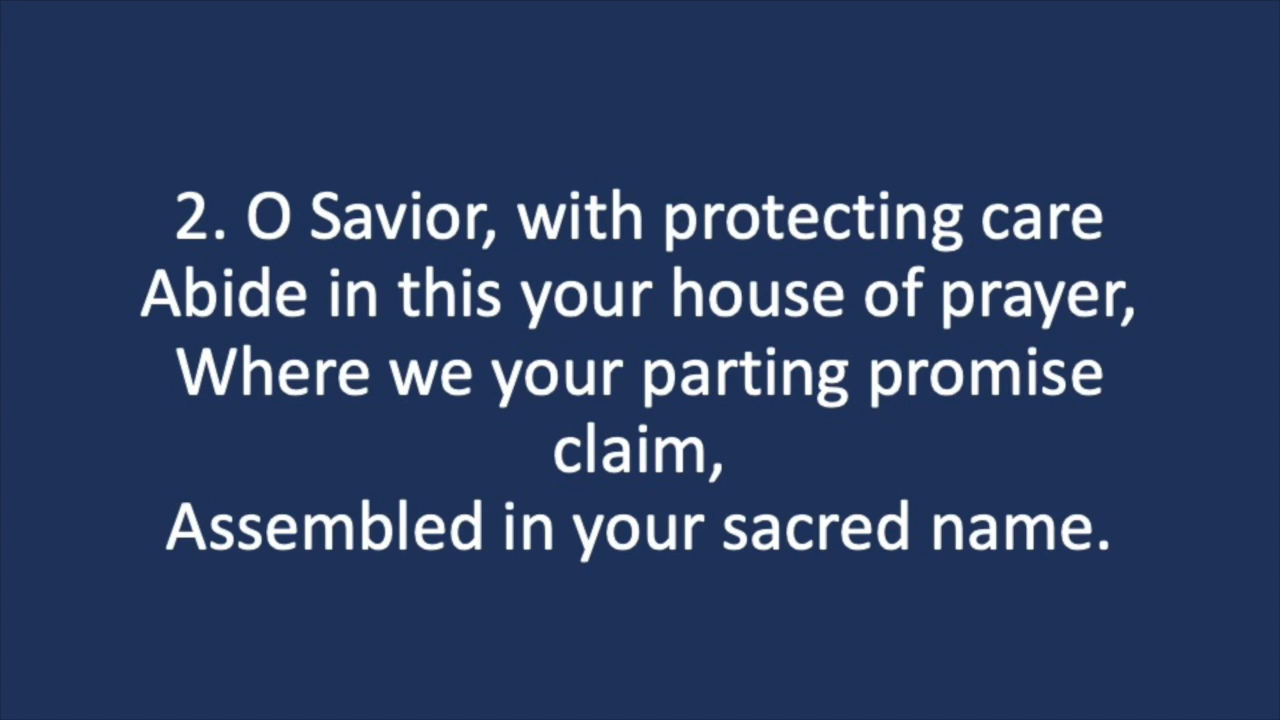 2. O Savior, with protecting care
Abide in this your house of prayer,
Where we your parting promise
claim,
Assembled in your sacred name.